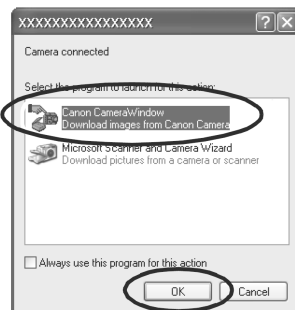 XXXXXXXXXXXXXXXXX
Camera connected
Select the program to launch for this action:
Canon CameraWindow
Download images from Canon Camera
Microsoft Scanner and Camera Wizard
Download pictures from a camera or scanner
Always use this program for this action
OK
Cancel